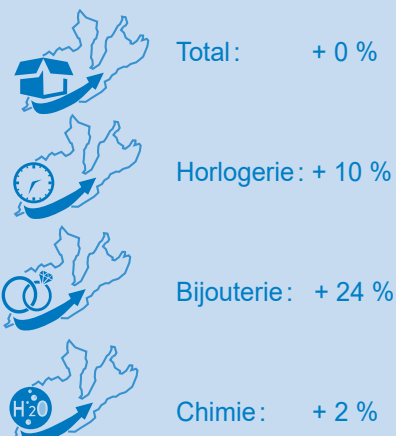 Total : + 0 %
Horlogerie : + 10 %
Bijouterie : + 24 %
H2O
Chimie : + 2 %